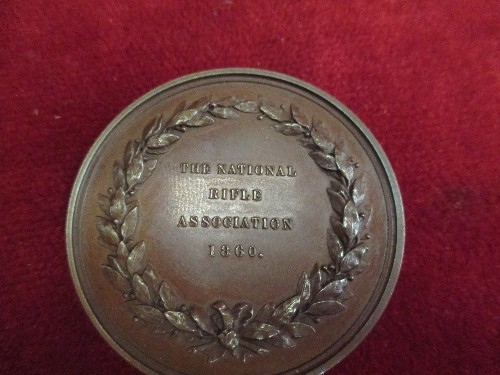 THE NATIONAL
RIFLE
ASSOCIATION
1860.